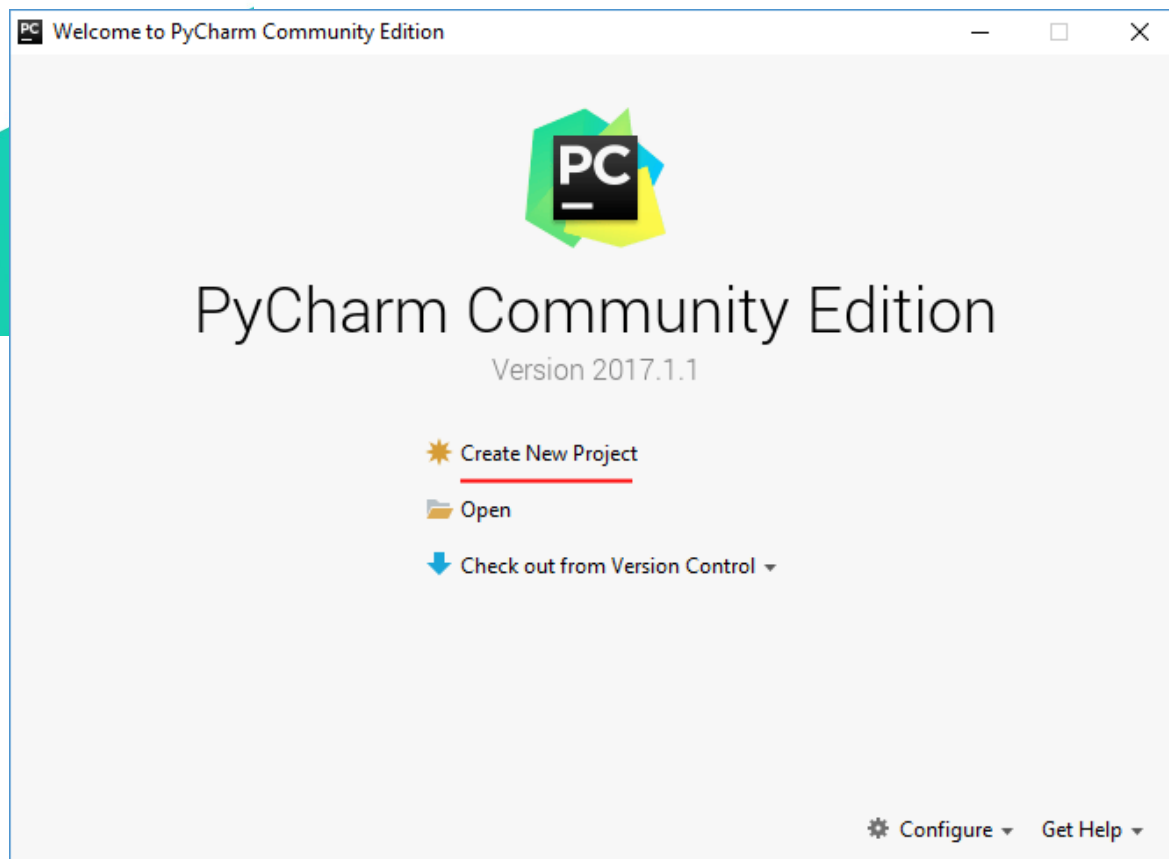 PC Welcome to PyCharm Community Edition
PC
PyCharm Community Edition
Version 2017.1.1
Create New Project
Open
Check out from Version Control
Configure Get Help